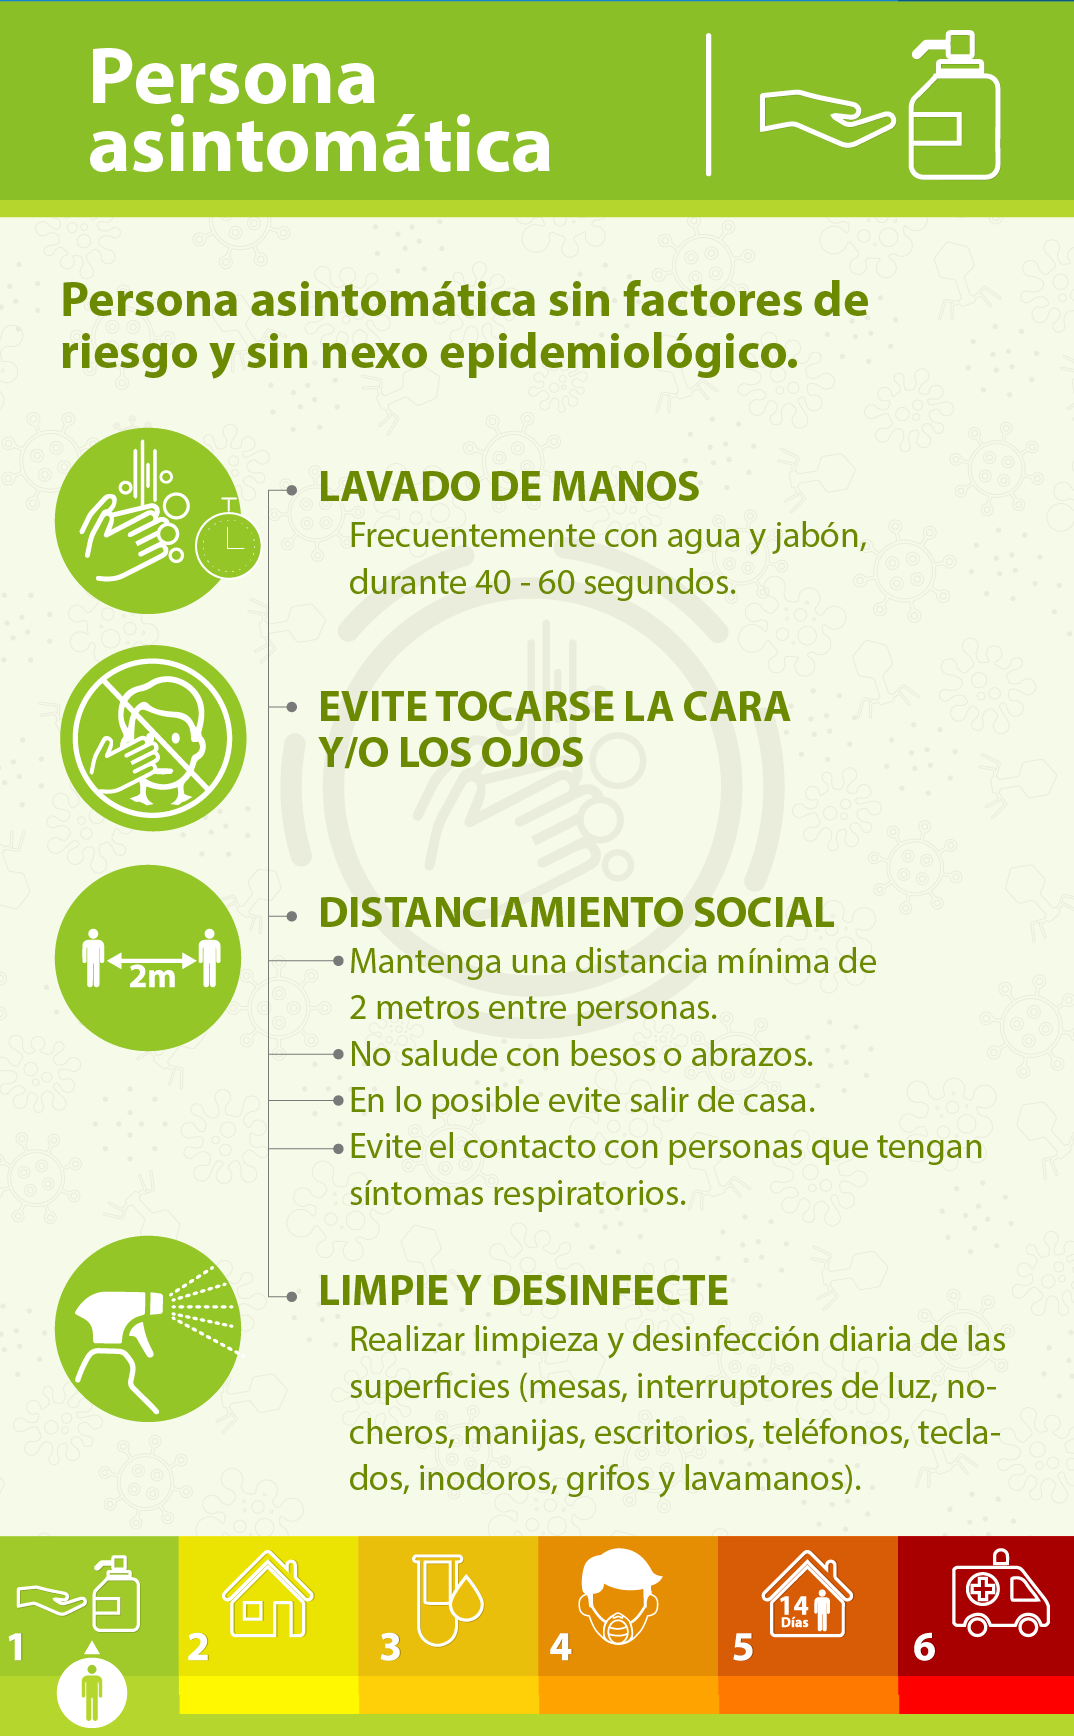 Persona
asintomática
Persona asintomática sin factores de
riesgo y sin nexo epidemiológico.
LAVADO DE MANOS
Frecuentemente con agua y jabón,
durante 40 - 60 segundos.
EVITE TOCARSE LA CARA
Y/O LOS OJOS
2m
DISTANCIAMIENTO SOCIAL
Mantenga una distancia mínima de
2 metros entre personas.
No salude con besos o abrazos.
En lo posible evite salir de casa.
Evite el contacto con personas que tengan
síntomas respiratorios.
LIMPIE Y DESINFECTE
Realizar limpieza y desinfección diaria de las
superficies (mesas, interruptores de luz, no-
cheros, manijas, escritorios, teléfonos, tecla-
dos, inodoros, grifos y lavamanos).
14
Días
1 2 3 4 5 6